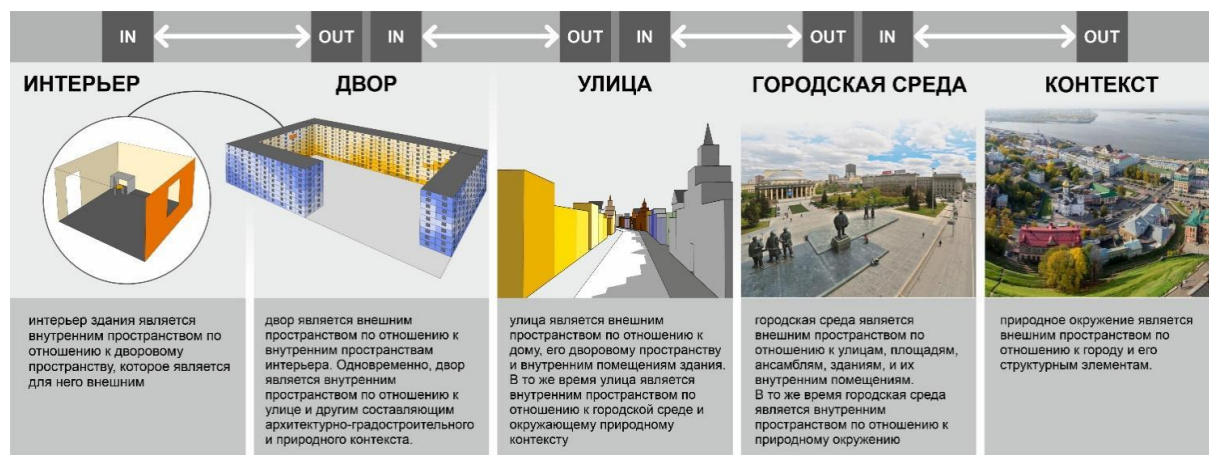 IN
OUT
IN
OUT
IN
OUT
IN
OUT
ИНТЕРЬЕР
ДВОР
УЛИЦА
ГОРОДСКАЯ СРЕДА
КОНТЕКСТ
интерьер здания является
внутренним пространством по
отношению к дворовому
пространству, которое является
для него внешним
двор является внешним
пространством по отношению к
внутренним пространствам
интерьера. Одновременно, двор
является внутренним
пространством по отношению к
улице и другим составляющим
архитектурно-градостроительного
и природного контекста.
улица является внешним
пространством по отношению к
дому, его дворовому пространству
и внутренним помещениям здания.
В то же время улица является
внутренним пространством по
отношению к городской среде и
окружающему природному
контексту
городская среда является
внешним пространством по
отношению к улицам, площадям,
ансамблям, зданиям, и их
внутренним помещениям.
В то же время городская среда
является внутренним
пространством по отношению к
природному окружению
природное окружение является
внешним пространством по
отношению к городу и его
структурным элементам.